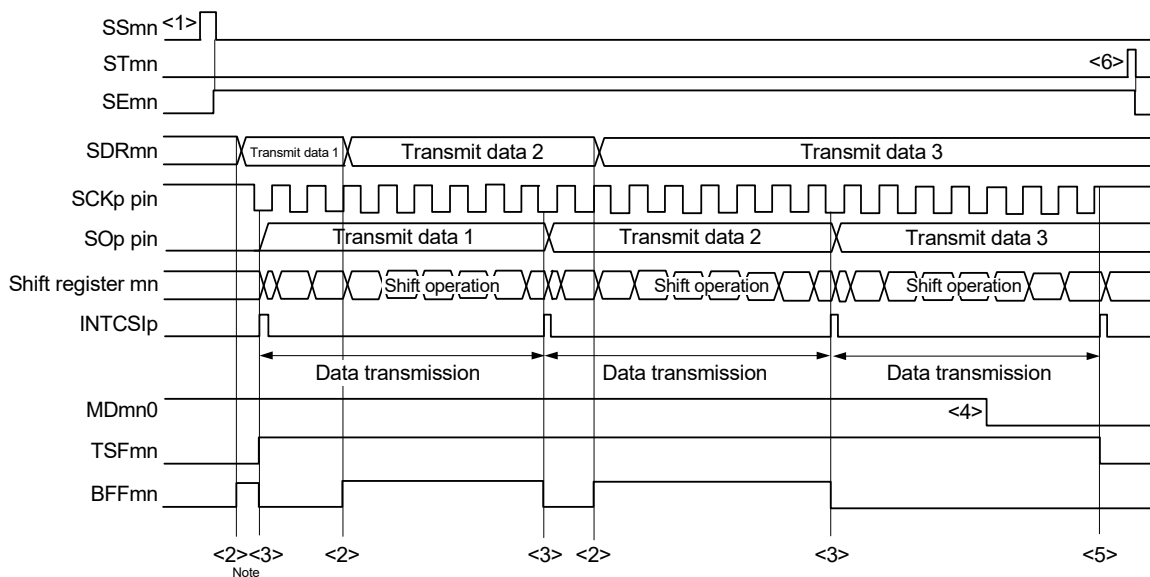 SSmn <1>
STmn <6>
SEmn
SDRmn Transmit data 1 Transmit data 2 Transmit data 3
SCKp pin
SOp pin Transmit data 1 Transmit data 2 Transmit data 3
Shift register mn Shift operation Shift operation Shift operation
INTCSIp
Data transmission Data transmission Data transmission
MDmn0 <4>
TSFmn
BFFmn
<2> <3> <2> <3> <2> <3> <5>
Note